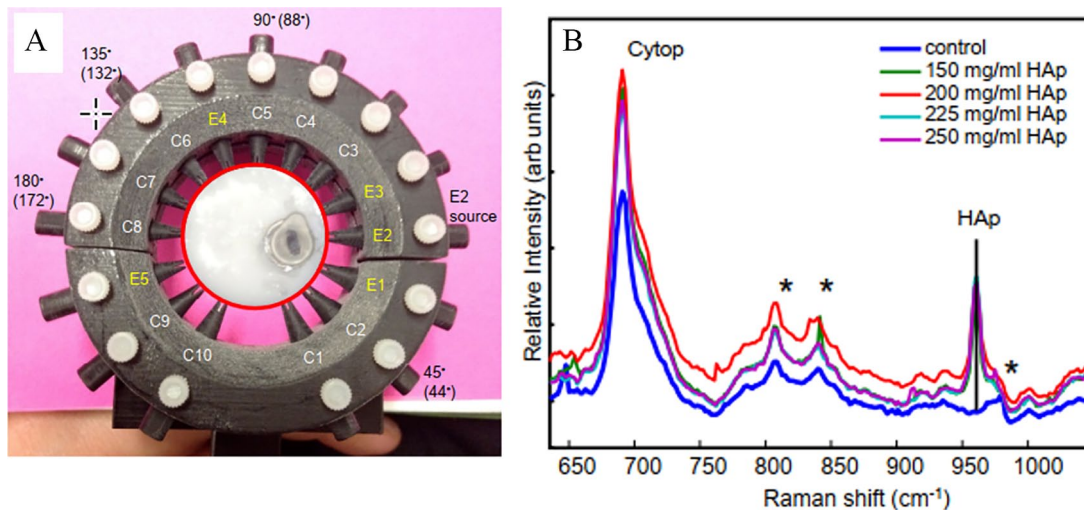 A
90° (88°)
135°
(132°)
180°
(172°)
E2
source
45°
(44°)
E4
C5
C4
C6
C3
C7
E3
C8
E2
E5
E1
C9
C2
C10
C1
B
Cytop
control
150 mg/ml HAp
200 mg/ml HAp
225 mg/ml HAp
250 mg/ml HAp
HAp
*
*
*
Relative Intensity (arb units)
650
700
750
800
850
900
950
1000
Raman shift (cm⁻¹)